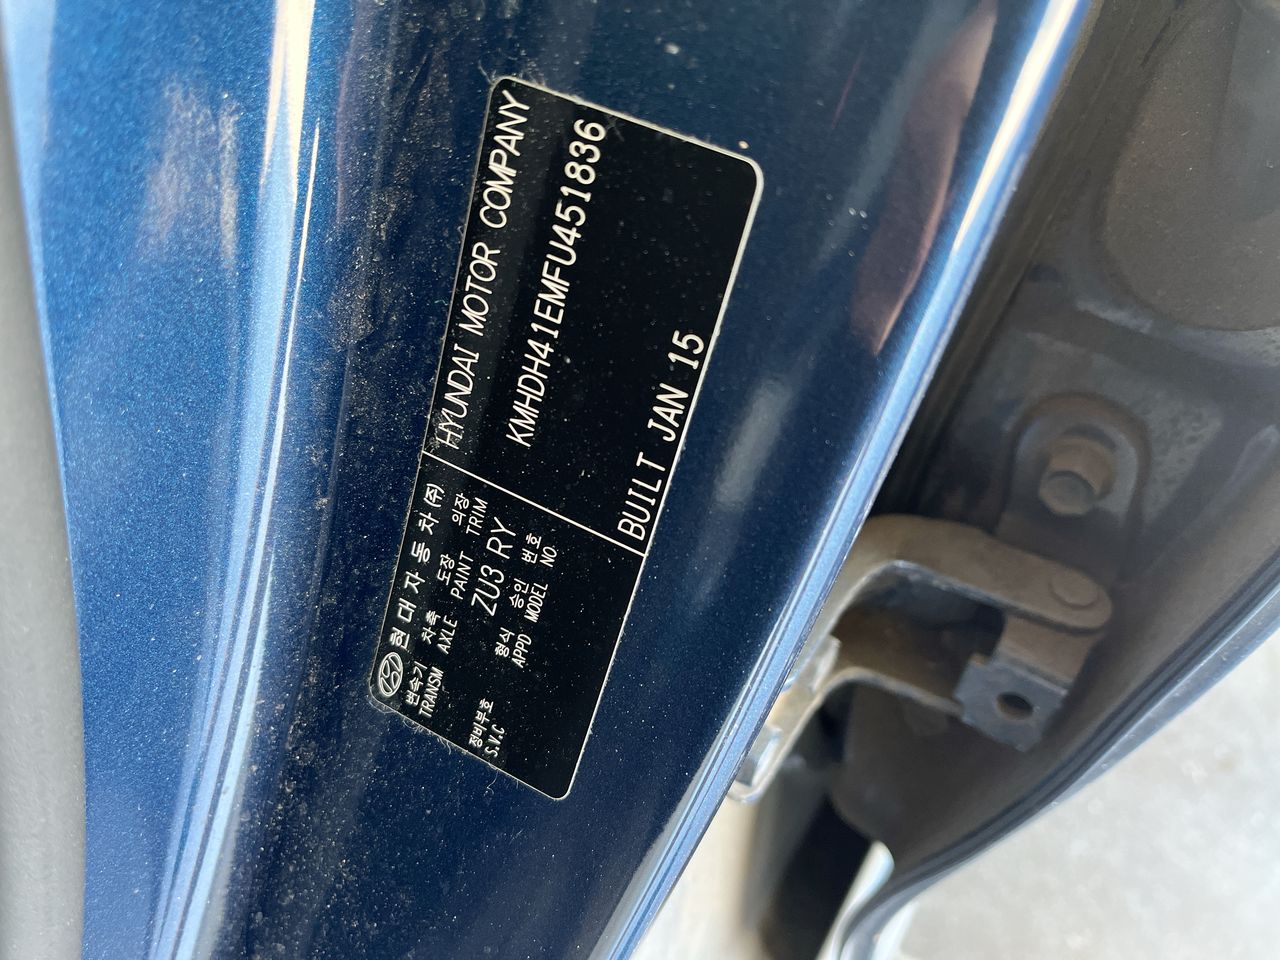 현대자동차(주)
HYUNDAI MOTOR COMPANY
변속기 차축 도장 의장
TRANSM AXLE PAINT TRIM
ZU3 RY
KMHDH41EMFU451836
형식 승인 번호
APPD MODEL NO.
정비부호
S.V.C
BUILT JAN 15